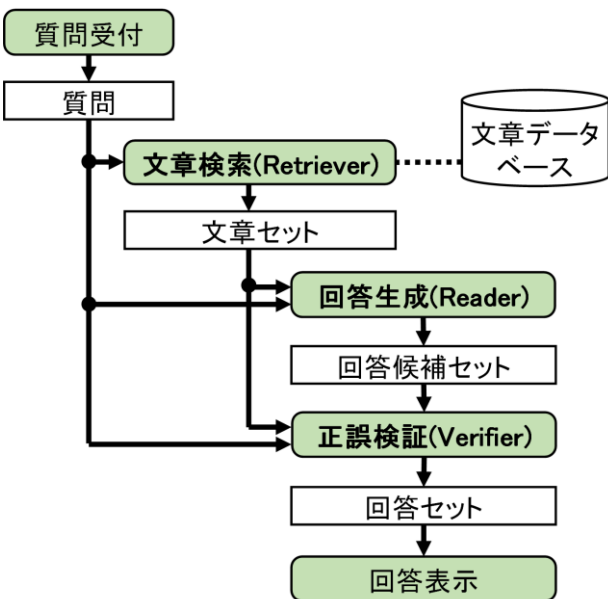 質問受付
質問
文章検索(Retriever)
文章データ
ベース
文章セット
回答生成(Reader)
回答候補セット
正誤検証(Verifier)
回答セット
回答表示